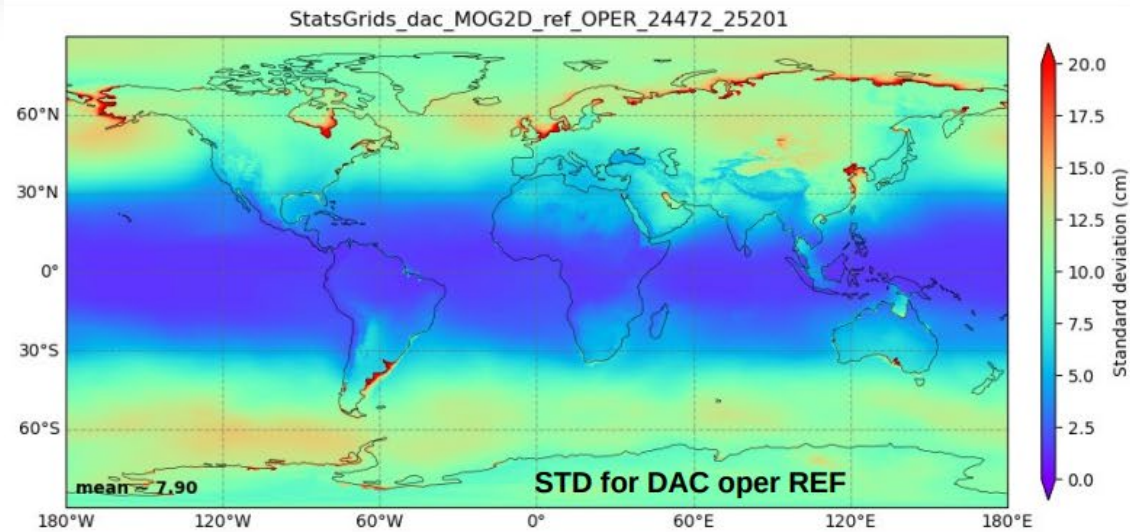 StatsGrids_dac_MOG2D_ref_OPER_24472_25201
60°N
30°N
0°
30°S
60°S
180°W
120°W
60°W
0°
60°E
120°E
180°E
mean ~ 7.90
STD for DAC oper REF
20.0
17.5
15.0
12.5
10.0
7.5
5.0
2.5
0.0
Standard deviation (cm)